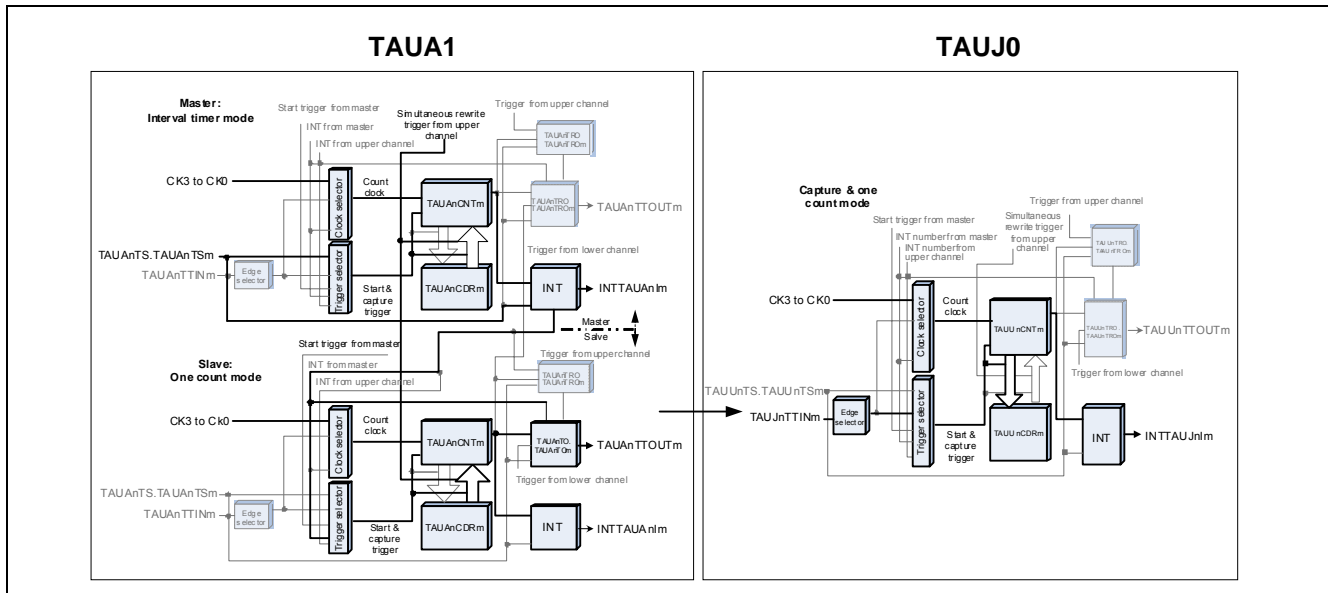 TAUA1
Master:
Interval timer mode
Start trigger from master
INT from master
INT from upper channel
Simultaneous rewrite
trigger from upper
channel
Trigger from upper channel
TAUAnTRO
TAUAnTROm
CK3 to CK0
Clock selector
Count
clock
TAUAnCNTm
TAUAnTRO
TAUAnTROm
TAUAnTTOUTm
TAUAnTS.TAUAnTSm
TAUAnTTINm
Edge
selector
Trigger selector
Start &
capture
trigger
TAUAnCDRm
Trigger from lower channel
INT
INTTAUAnIm
Master
Salve
Slave:
One count mode
Start trigger from master
INT from master
INT from upper channel
Trigger from upper channel
TAUAnTRO
TAUAnTROm
CK3 to Ck0
Clock selector
Count
clock
TAUAnCNTm
TAUAnTO.
TAUAnTOm
TAUAnTTOUTm
Trigger from lower channel
TAUAnTS.TAUAnTSm
TAUAnTTINm
Edge
selector
Trigger selector
Start &
capture
trigger
TAUAnCDRm
INT
INTTAUAnIm
TAUJ0
Capture & one
count mode
Start trigger from master
INT number from master
INT number from
upper channel
Trigger from upper channel
Simultaneous
rewrite trigger
from upper
channel
CK3 to CK0
Clock selector
Count
clock
TAUUnCNTm
TAUUnTTOUTm
Trigger from lower channel
TAUUnTS.TAUUnTSm
TAUJnTTINm
Edge
selector
Trigger selector
Start &
capture
trigger
TAUUnCDRm
INT
INTTAUJnIm